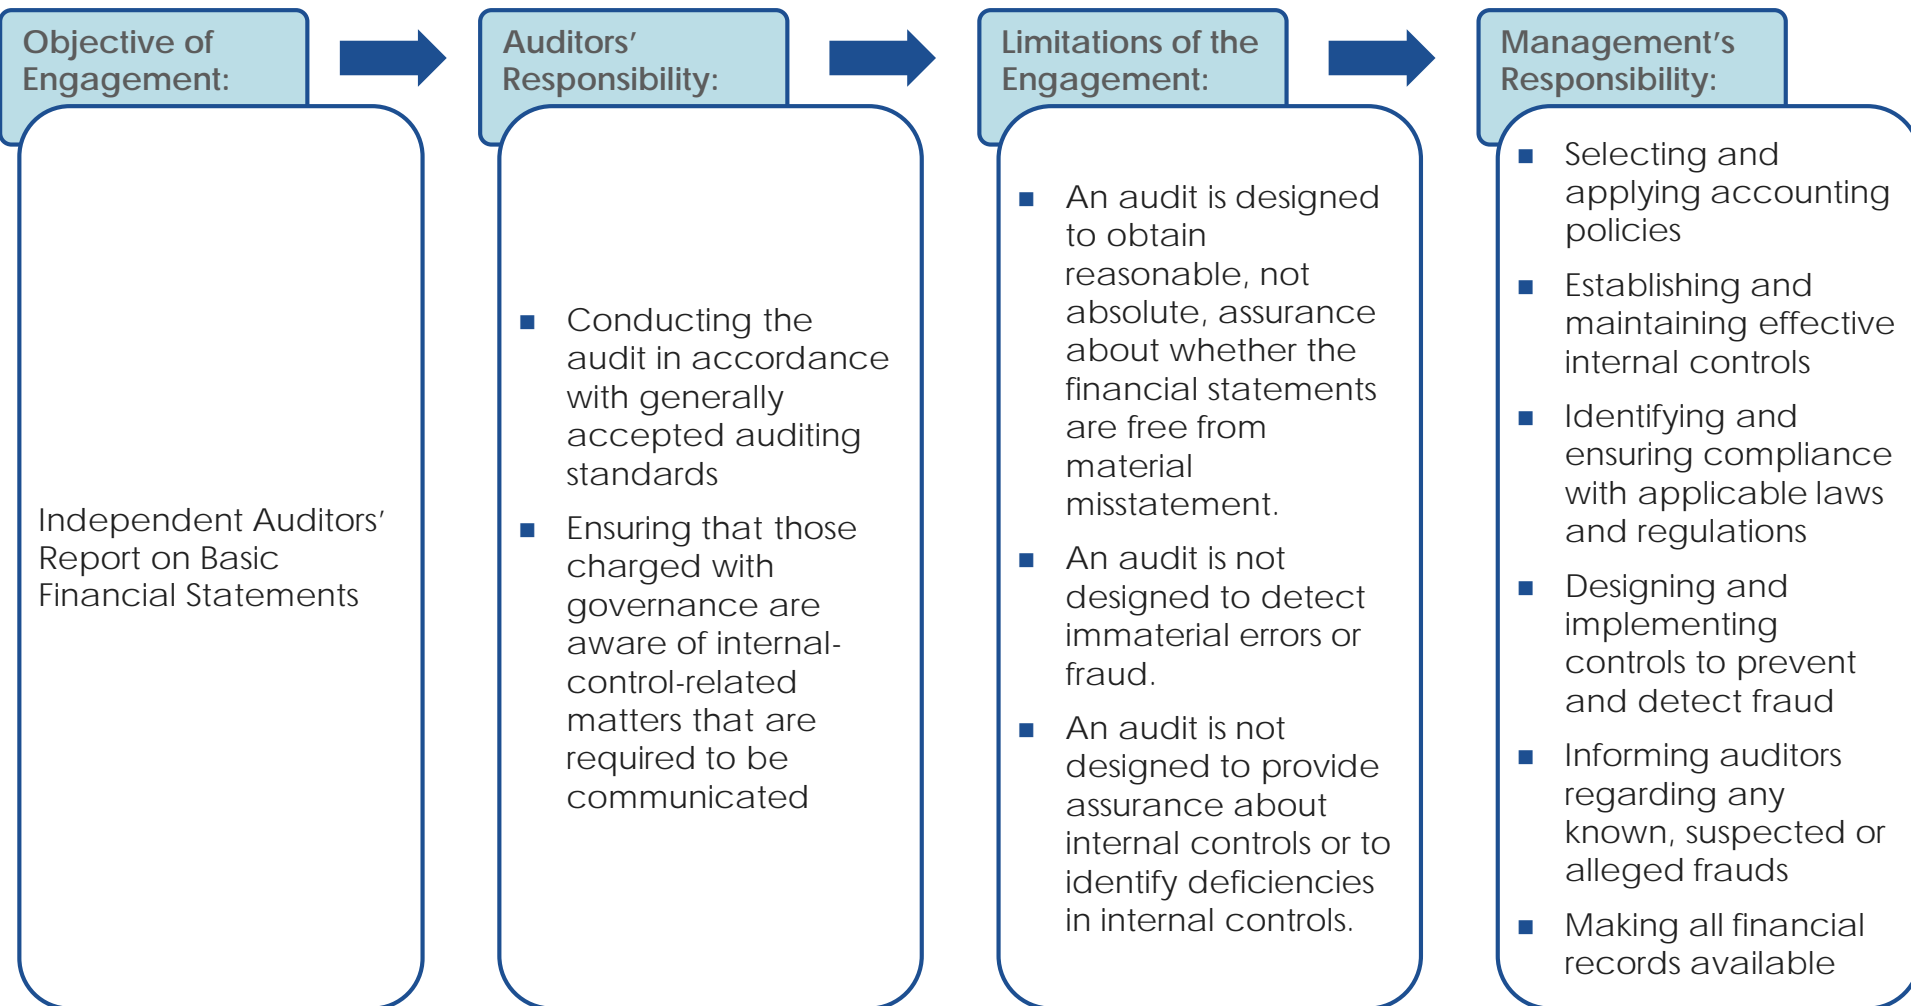 Objective of
Engagement:
Independent Auditors’
Report on Basic
Financial Statements
Auditors’
Responsibility:
■ Conducting the
audit in accordance
with generally
accepted auditing
standards
■ Ensuring that those
charged with
governance are
aware of internal-
control-related
matters that are
required to be
communicated
Limitations of the
Engagement:
■ An audit is designed
to obtain
reasonable, not
absolute, assurance
about whether the
financial statements
are free from
material
misstatement.
■ An audit is not
designed to detect
immaterial errors or
fraud.
■ An audit is not
designed to provide
assurance about
internal controls or to
identify deficiencies
in internal controls.
Management’s
Responsibility:
■ Selecting and
applying accounting
policies
■ Establishing and
maintaining effective
internal controls
■ Identifying and
ensuring compliance
with applicable laws
and regulations
■ Designing and
implementing
controls to prevent
and detect fraud
■ Informing auditors
regarding any
known, suspected or
alleged frauds
■ Making all financial
records available